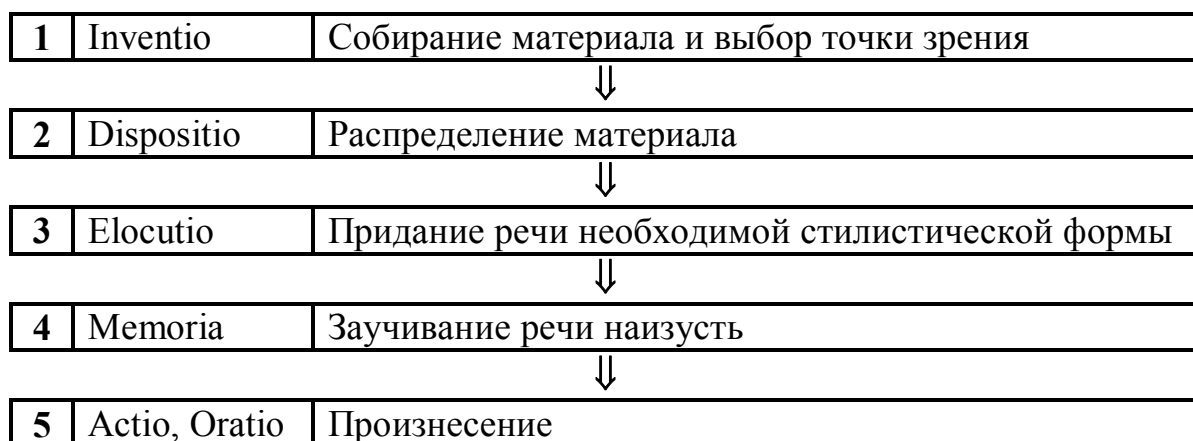 1 Inventio Собирание материала и выбор точки зрения
⇓
2 Dispositio Распределение материала
⇓
3 Elocutio Придание речи необходимой стилистической формы
⇓
4 Memoria Заучивание речи наизусть
⇓
5 Actio, Oratio Произнесение